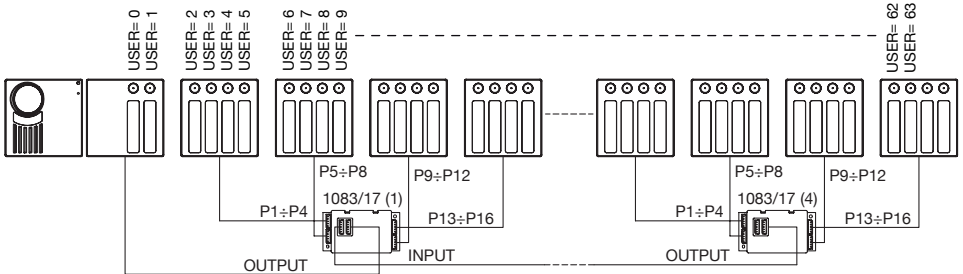 USER= 0
USER= 1
USER= 2
USER= 3
USER= 4
USER= 5
USER= 6
USER= 7
USER= 8
USER= 9
USER= 62
USER= 63
P5÷P8
P9÷P12
P5÷P8
P9÷P12
1083/17 (1)
1083/17 (4)
P1÷P4
P13÷P16
P1÷P4
P13÷P16
INPUT
OUTPUT
OUTPUT